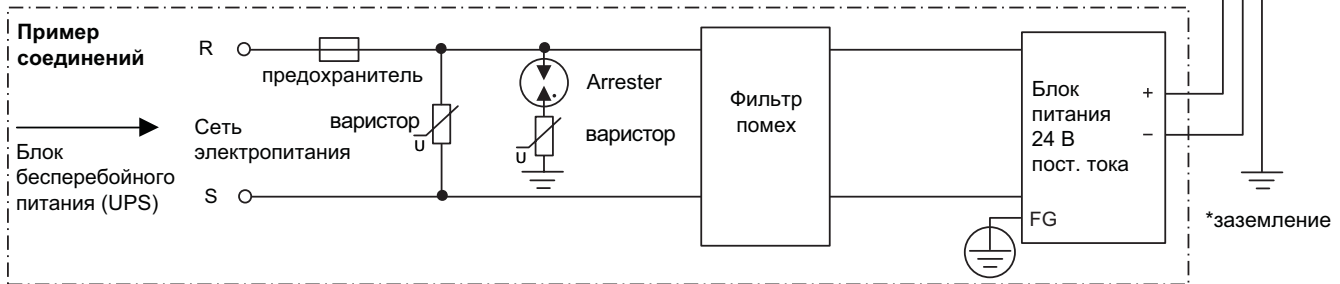 Пример
соединений
R
предохранитель
Arrester
Сеть
электропитания
варистор
U
варистор
U
Фильтр
помех
Блок
питания
24 В
пост. тока
+
−
FG
Блок
бесперебойного
питания (UPS)
S
*заземление